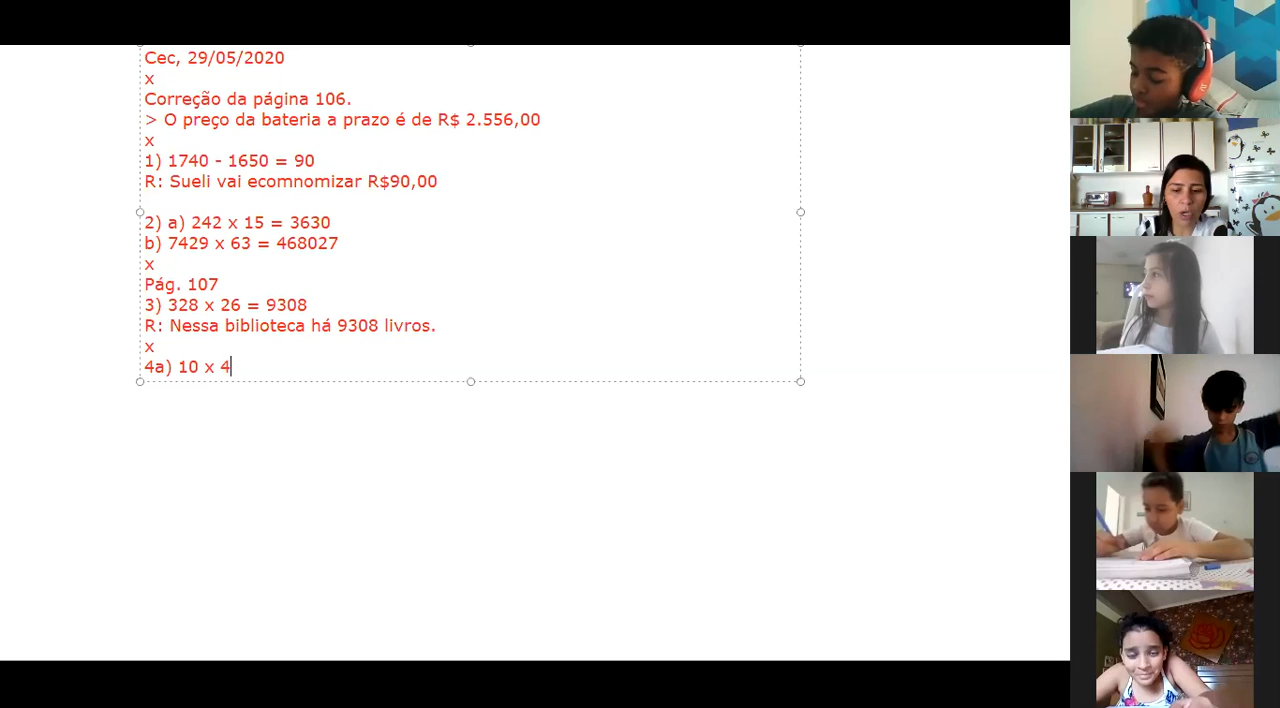 Cec, 29/05/2020
x
Correção da página 106.
> O preço da bateria a prazo é de R$ 2.556,00
x
1) 1740 - 1650 = 90
R: Sueli vai ecomnomizar R$90,00
2) a) 242 x 15 = 3630
b) 7429 x 63 = 468027
x
Pág. 107
3) 328 x 26 = 9308
R: Nessa biblioteca há 9308 livros.
x
4a) 10 x 4